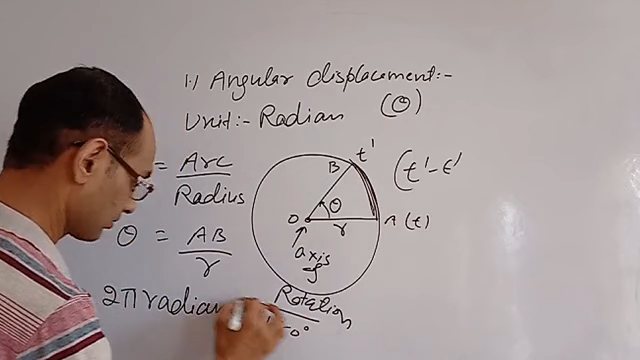 1.) Angular displacement:-
Unit:- Radian (θ)
= Arc
Radius
θ = AB
r
2π radian
B t'
(t'-t'
θ
O r A (t)
axis
of
Rotation